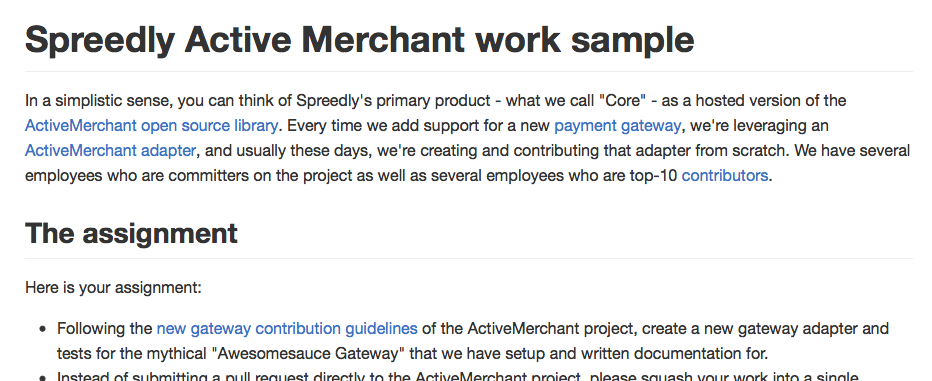 Spreedly Active Merchant work sample
In a simplistic sense, you can think of Spreedly's primary product - what we call "Core" - as a hosted version of the
ActiveMerchant open source library. Every time we add support for a new payment gateway, we're leveraging an
ActiveMerchant adapter, and usually these days, we're creating and contributing that adapter from scratch. We have several
employees who are committers on the project as well as several employees who are top-10 contributors.
The assignment
Here is your assignment:
• Following the new gateway contribution guidelines of the ActiveMerchant project, create a new gateway adapter and
tests for the mythical "Awesomesauce Gateway" that we have setup and written documentation for.
• Instead of submitting a pull request directly to the ActiveMerchant project, please squash your work into a single